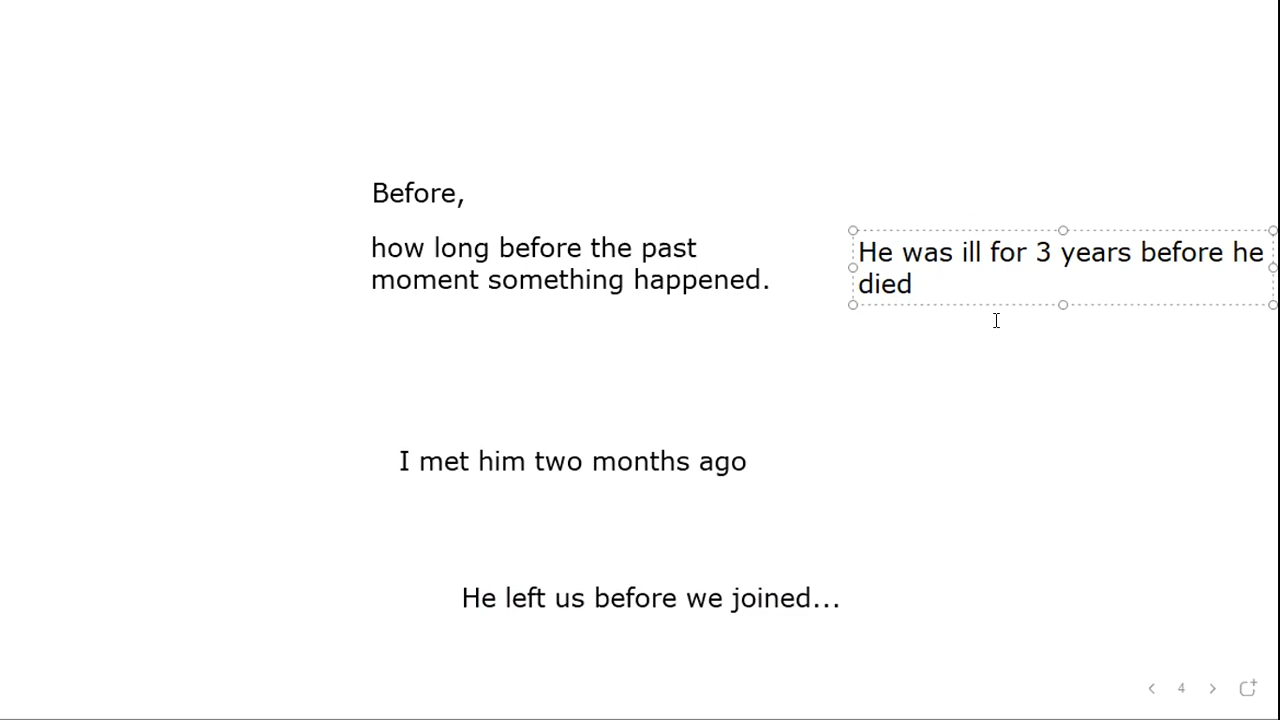 Before,
how long before the past
moment something happened.
He was ill for 3 years before he
died
I met him two months ago
He left us before we joined...
4